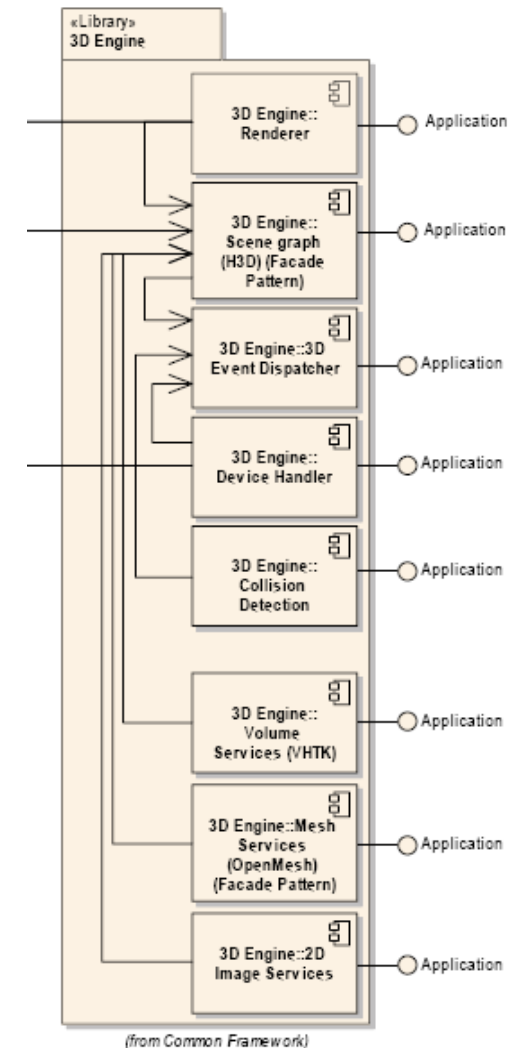 «Library»
3D Engine
3D Engine::
Renderer
Application
3D Engine::
Scene graph
(H3D) (Facade
Pattern)
Application
3D Engine::3D
Event Dispatcher
Application
3D Engine::
Device Handler
Application
3D Engine::
Collision
Detection
Application
3D Engine::
Volume
Services (VHTK)
Application
3D Engine::Mesh
Services
(OpenMesh)
(Facade Pattern)
Application
3D Engine::2D
Image Services
Application
(from Common Framework)